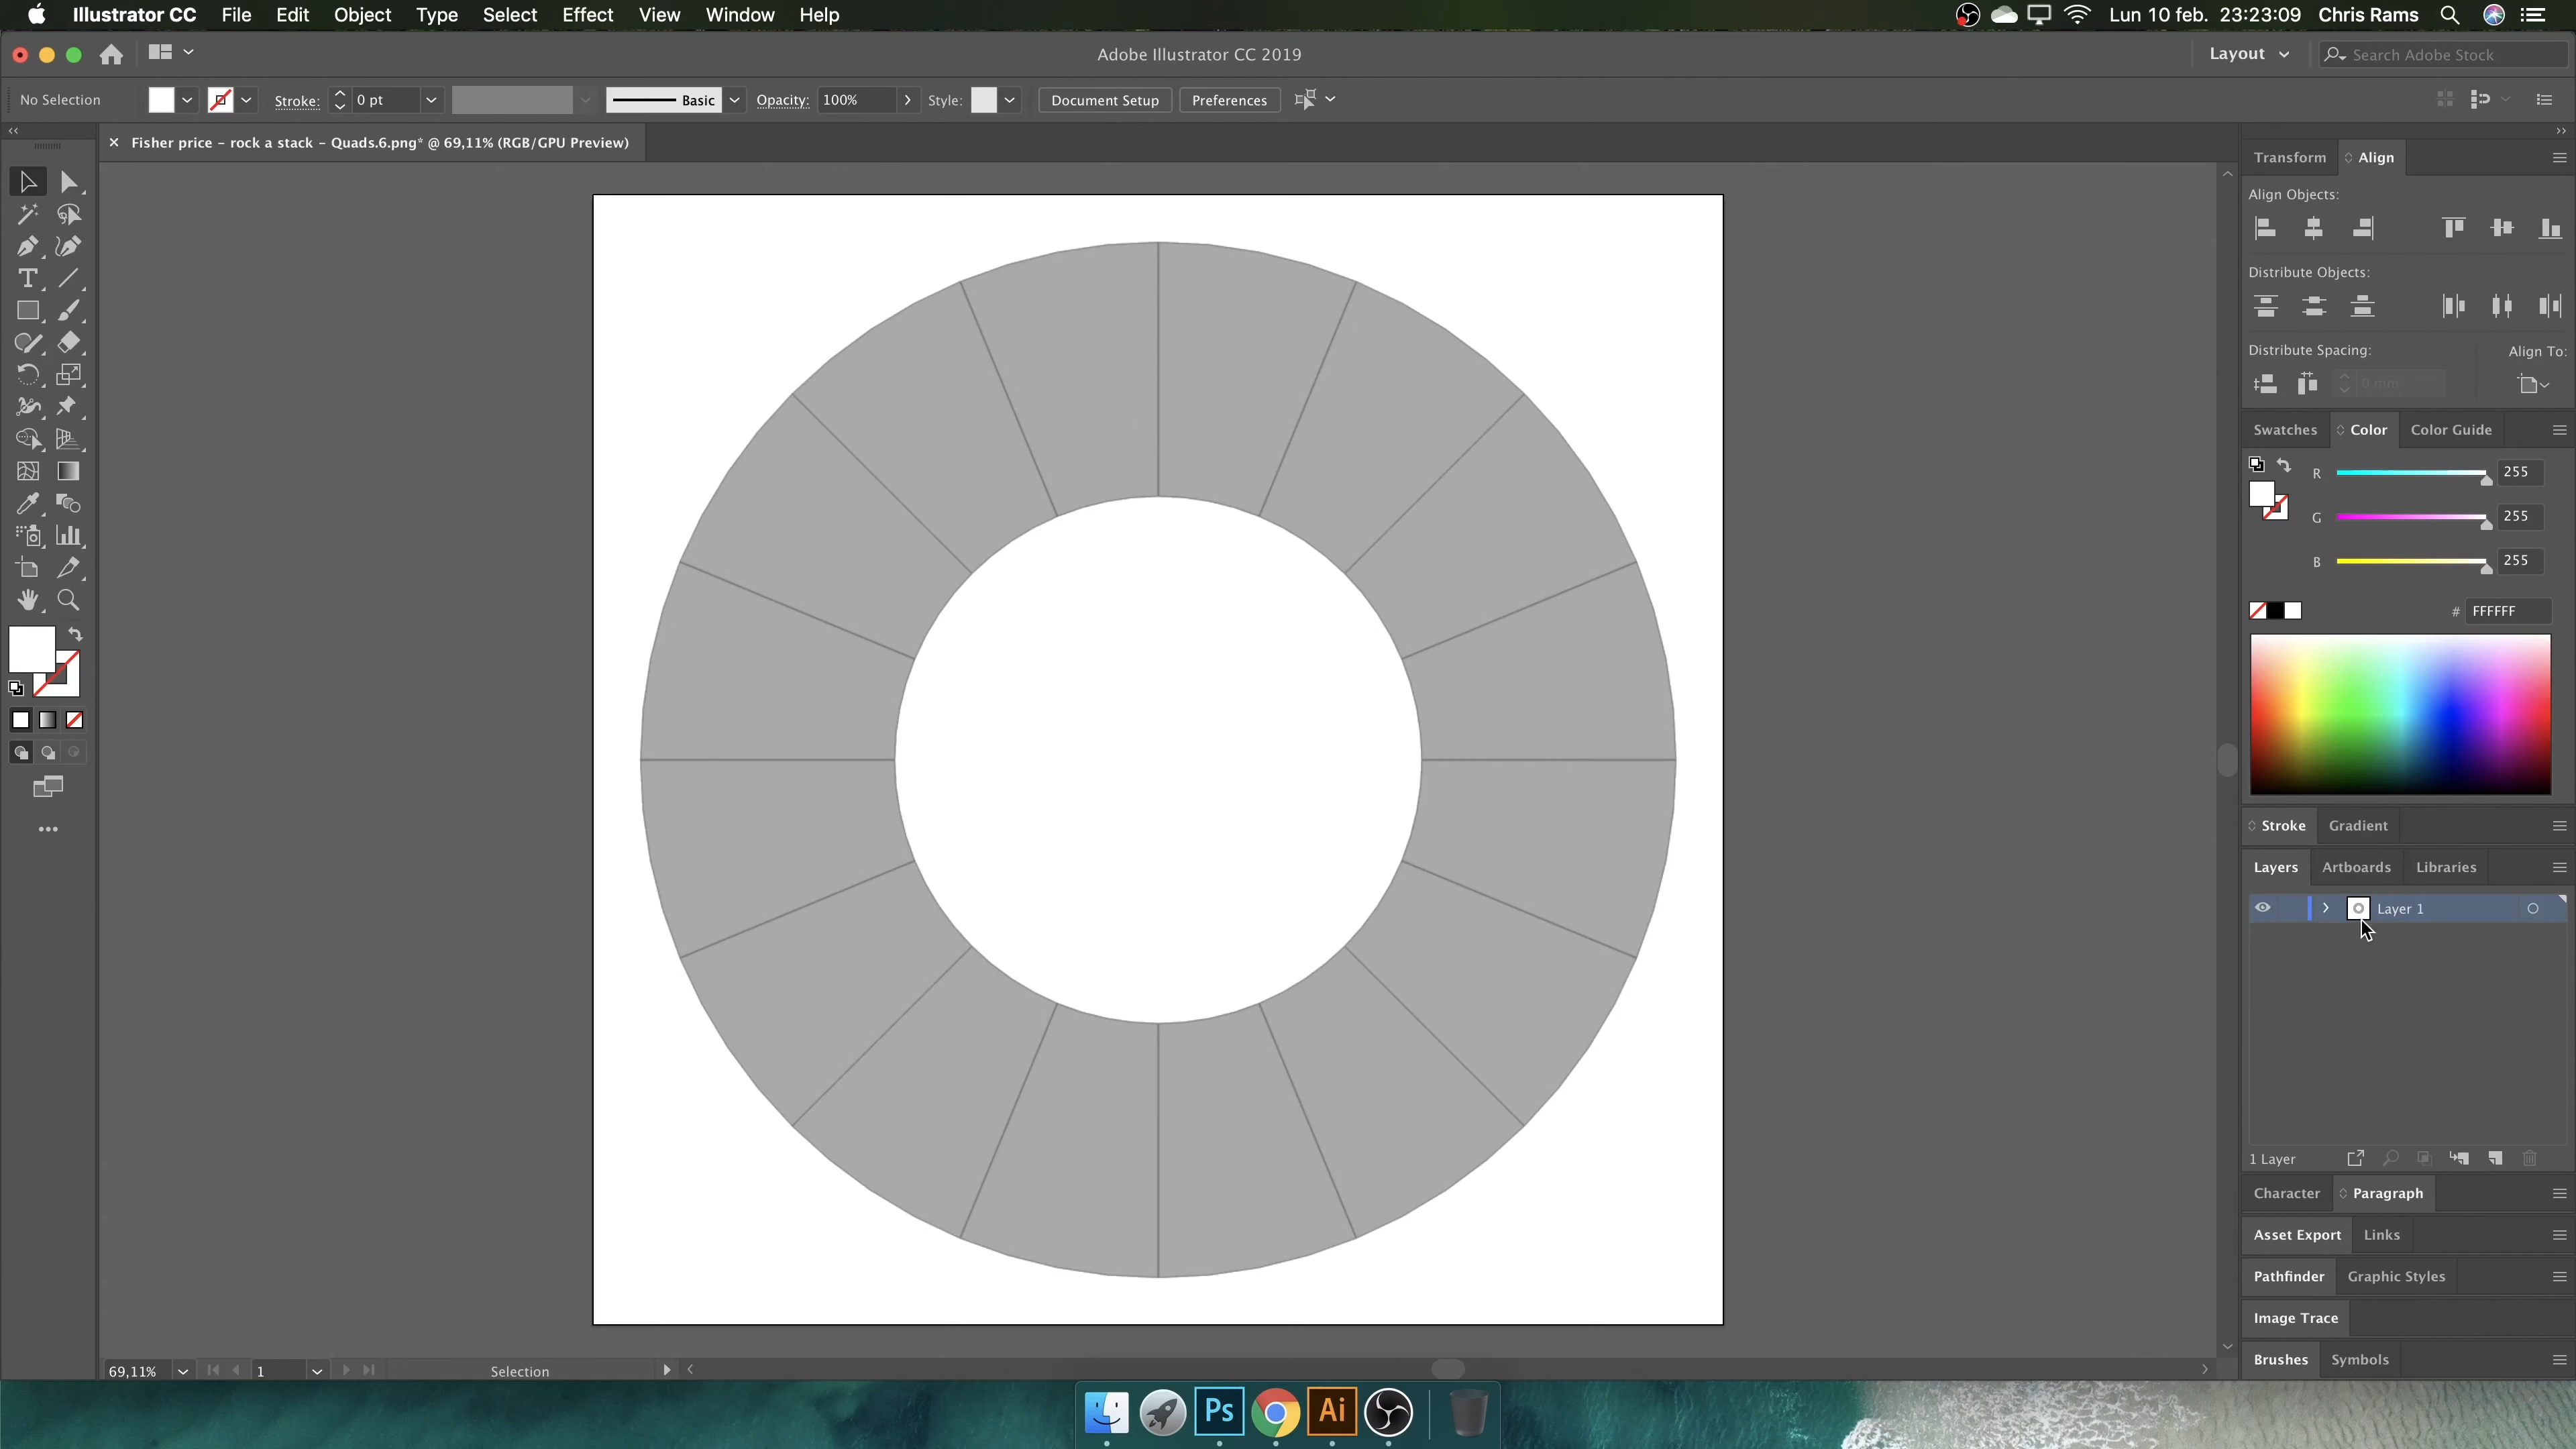 Illustrator CC File Edit Object Type Select Effect View Window Help Lun 10 feb. 23:23:09 Chris Rams
Adobe Illustrator CC 2019 Layout Search Adobe Stock
No Selection Stroke: 0 pt Basic Opacity: 100% Style: Document Setup Preferences
Fisher price - rock a stack - Quads.6.png* @ 69,11% (RGB/GPU Preview)
Transform Align
Align Objects:
Distribute Objects:
Distribute Spacing: Align To:
0 mm
Swatches Color Color Guide
R 255
G 255
B 255
# FFFFFF
Stroke Gradient
Layers Artboards Libraries
Layer 1
1 Layer
Character Paragraph
Asset Export Links
Pathfinder Graphic Styles
Image Trace
Brushes Symbols
69,11% 1 Selection
Ps Ai